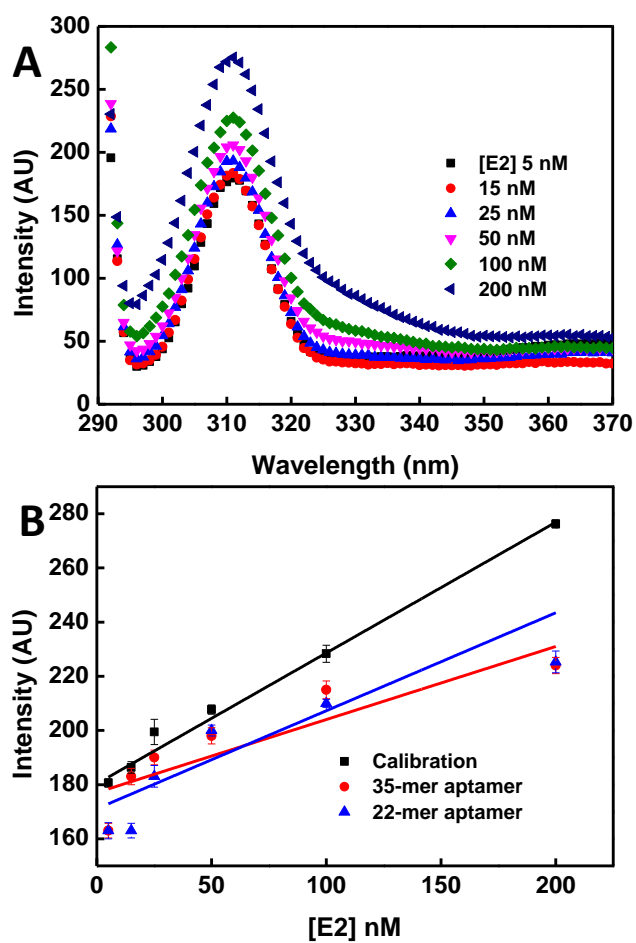 A
300
250
200
150
100
50
0
Intensity (AU)
[E2] 5 nM
15 nM
25 nM
50 nM
100 nM
200 nM
290 300 310 320 330 340 350 360 370
Wavelength (nm)
B
280
260
240
220
200
180
160
Intensity (AU)
Calibration
35-mer aptamer
22-mer aptamer
0 50 100 150 200
[E2] nM